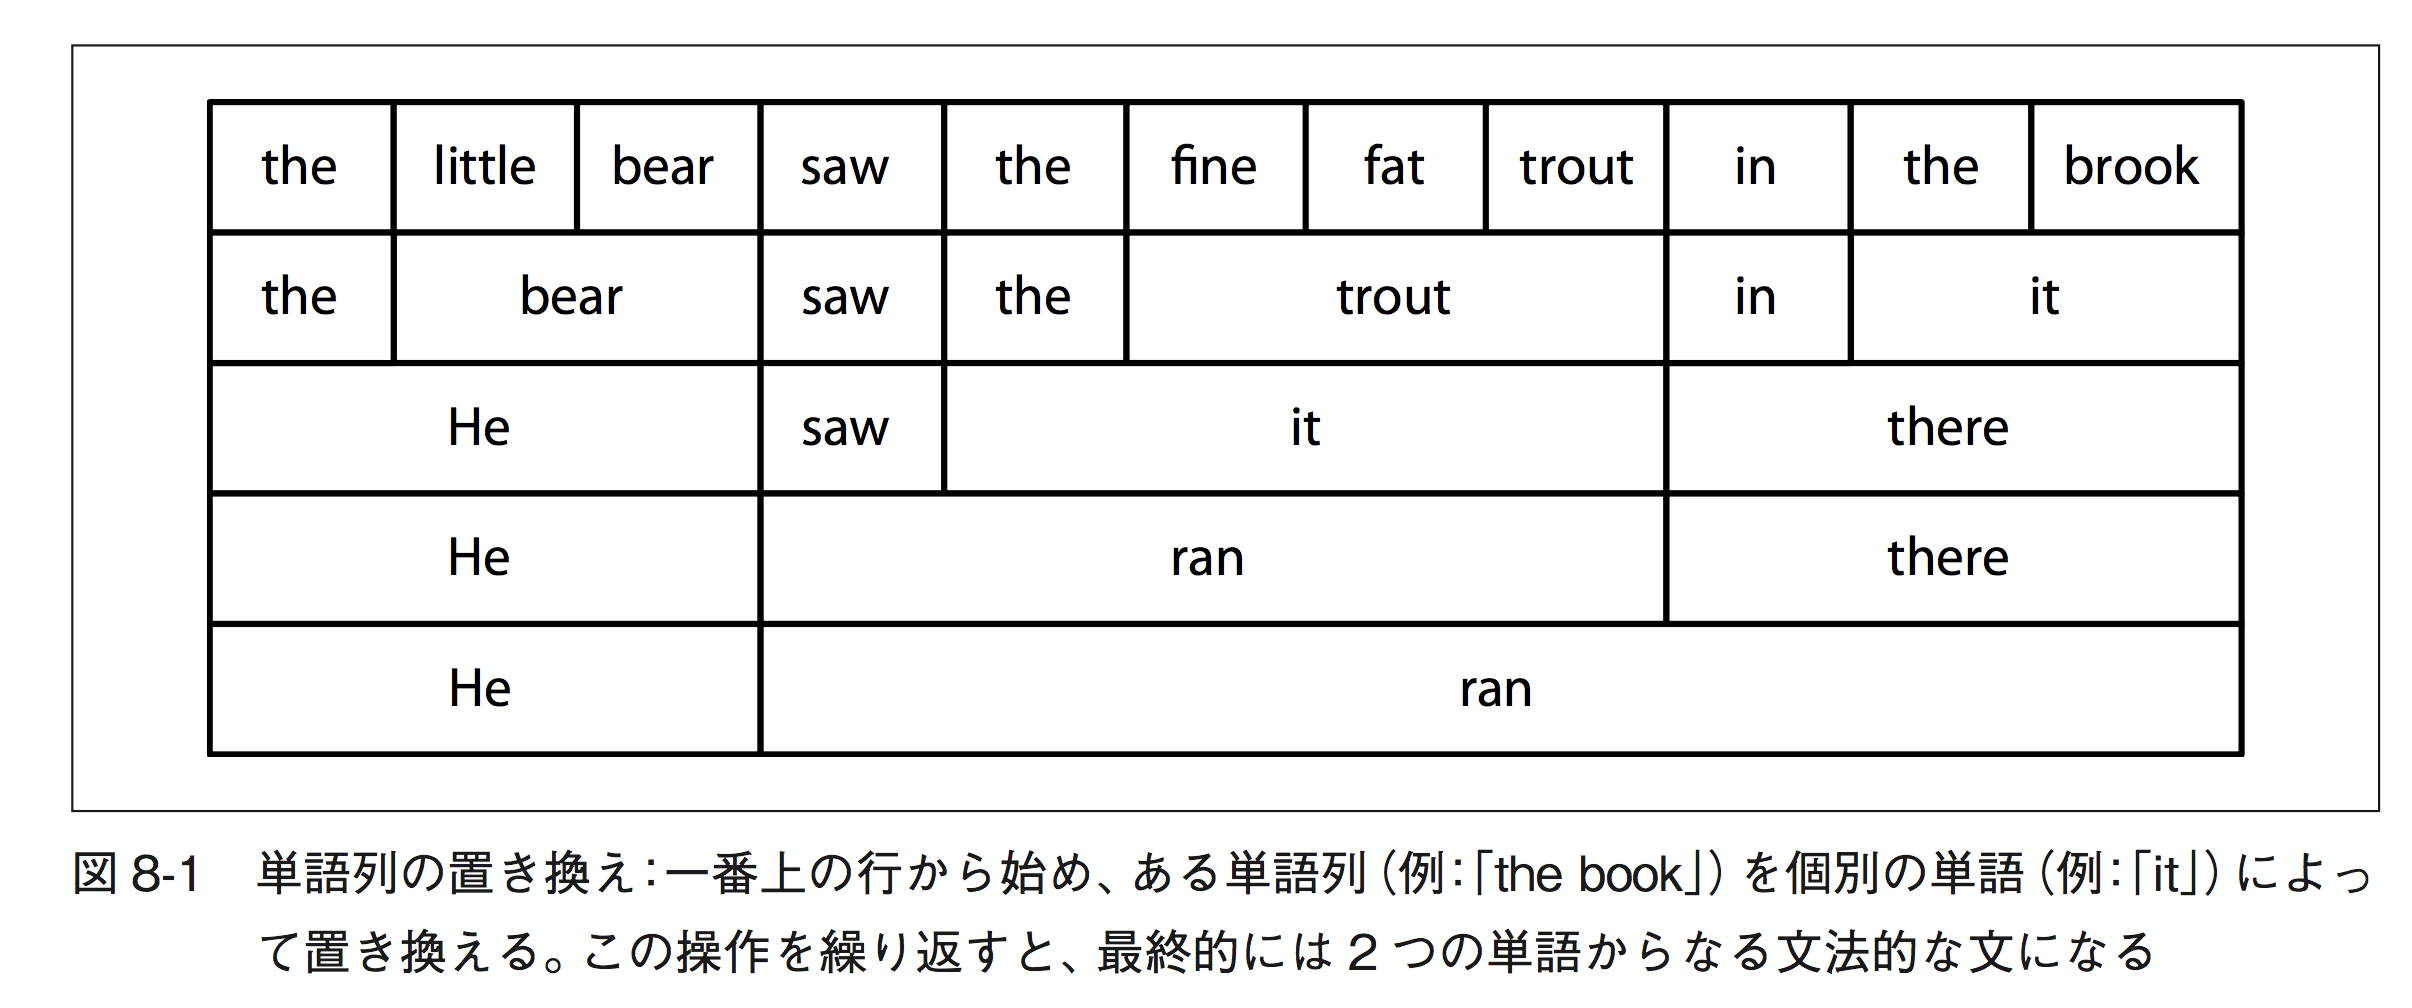 the little bear saw the fine fat trout in the brook
the bear saw the trout in it
He saw it there
He ran there
He ran
図 8-1　単語列の置き換え：一番上の行から始め、ある単語列（例：「the book」）を個別の単語（例：「it」）によっ
て置き換える。この操作を繰り返すと、最終的には 2 つの単語からなる文法的な文になる